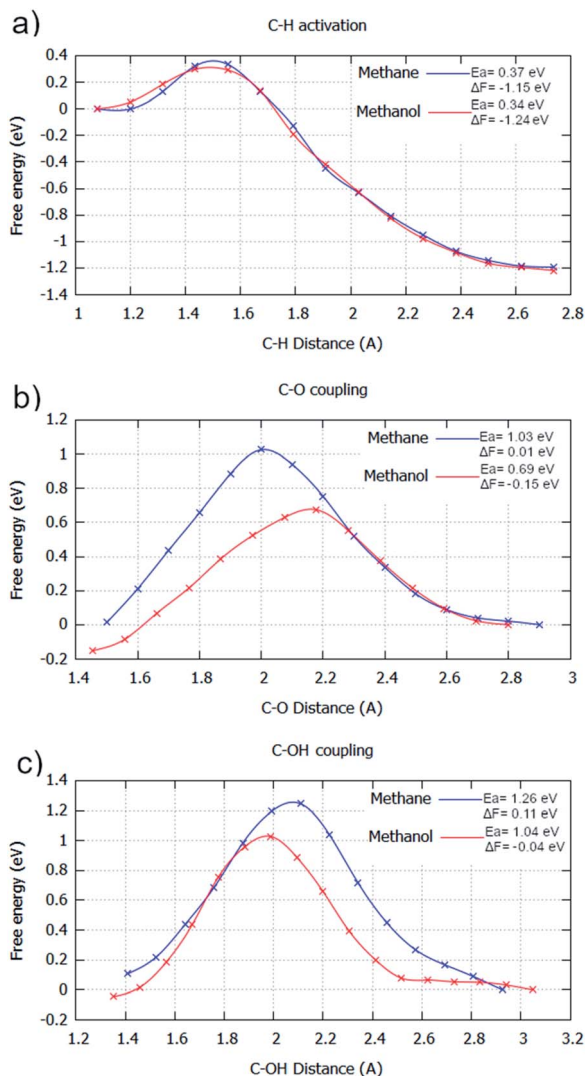 a)
C-H activation
Free energy (eV)
0.4
0.2
0
-0.2
-0.4
-0.6
-0.8
-1
-1.2
-1.4
Methane
Ea= 0.37 eV
ΔF= -1.15 eV
Methanol
Ea= 0.34 eV
ΔF= -1.24 eV
1 1.2 1.4 1.6 1.8 2 2.2 2.4 2.6 2.8
C-H Distance (A)
b)
C-O coupling
Free energy (eV)
1.2
1
0.8
0.6
0.4
0.2
0
-0.2
Methane
Ea= 1.03 eV
ΔF= 0.01 eV
Methanol
Ea= 0.69 eV
ΔF= -0.15 eV
1.4 1.6 1.8 2 2.2 2.4 2.6 2.8 3
C-O Distance (A)
c)
C-OH coupling
Free energy (eV)
1.4
1.2
1
0.8
0.6
0.4
0.2
0
-0.2
Methane
Ea= 1.26 eV
ΔF= 0.11 eV
Methanol
Ea= 1.04 eV
ΔF= -0.04 eV
1.2 1.4 1.6 1.8 2 2.2 2.4 2.6 2.8 3 3.2
C-OH Distance (A)